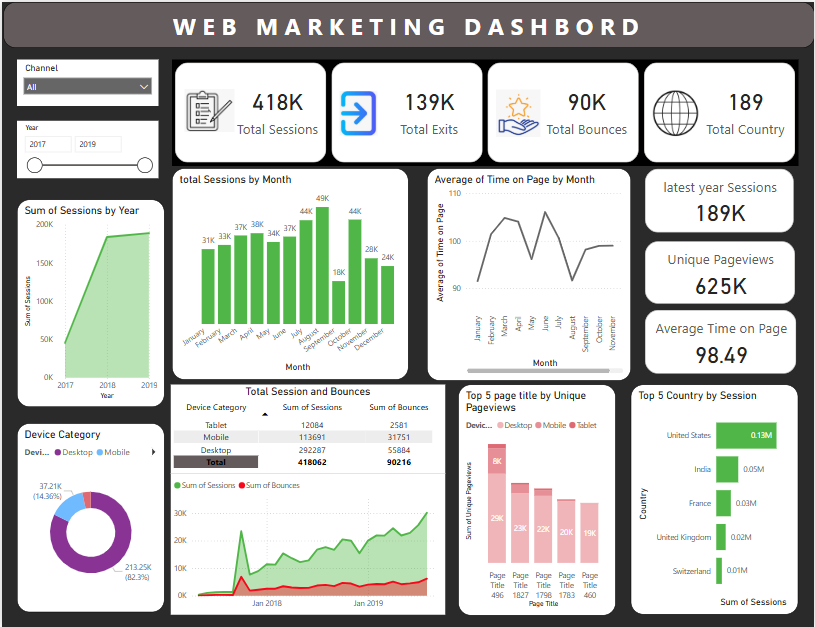 WEB MARKETING DASHBORD
Channel
All
Year
2017 2019
418K
Total Sessions
139K
Total Exits
90K
Total Bounces
189
Total Country
Sum of Sessions by Year
200K
150K
100K
50K
0K
Sum of Sessions
2017 2018 2019
Year
total Sessions by Month
31K 33K 37K 38K 34K 37K 44K 49K 18K 44K 28K 24K
January February March April May June July August September October November December
Month
Average of Time on Page by Month
110
100
90
Average of Time on Page
January February March April May June July August September October November
Month
latest year Sessions
189K
Unique Pageviews
625K
Average Time on Page
98.49
Device Category
Devi... Desktop Mobile
37.21K
(14.36%)
213.25K
(82.3%)
Total Session and Bounces
Device Category Sum of Sessions Sum of Bounces
Tablet 12084 2581
Mobile 113691 31751
Desktop 292287 55884
Total 418062 90216
Sum of Sessions Sum of Bounces
30K
20K
10K
0K
Jan 2018 Jan 2019
Top 5 page title by Unique
Pageviews
Devic... Desktop Mobile Tablet
Sum of Unique Pageviews
8K
29K 23K 22K 20K 19K
Page Page Page Page Page
Title Title Title Title Title
496 1827 1798 1783 460
Page Title
Top 5 Country by Session
Country
United States 0.13M
India 0.05M
France 0.03M
United Kingdom 0.02M
Switzerland 0.01M
Sum of Sessions